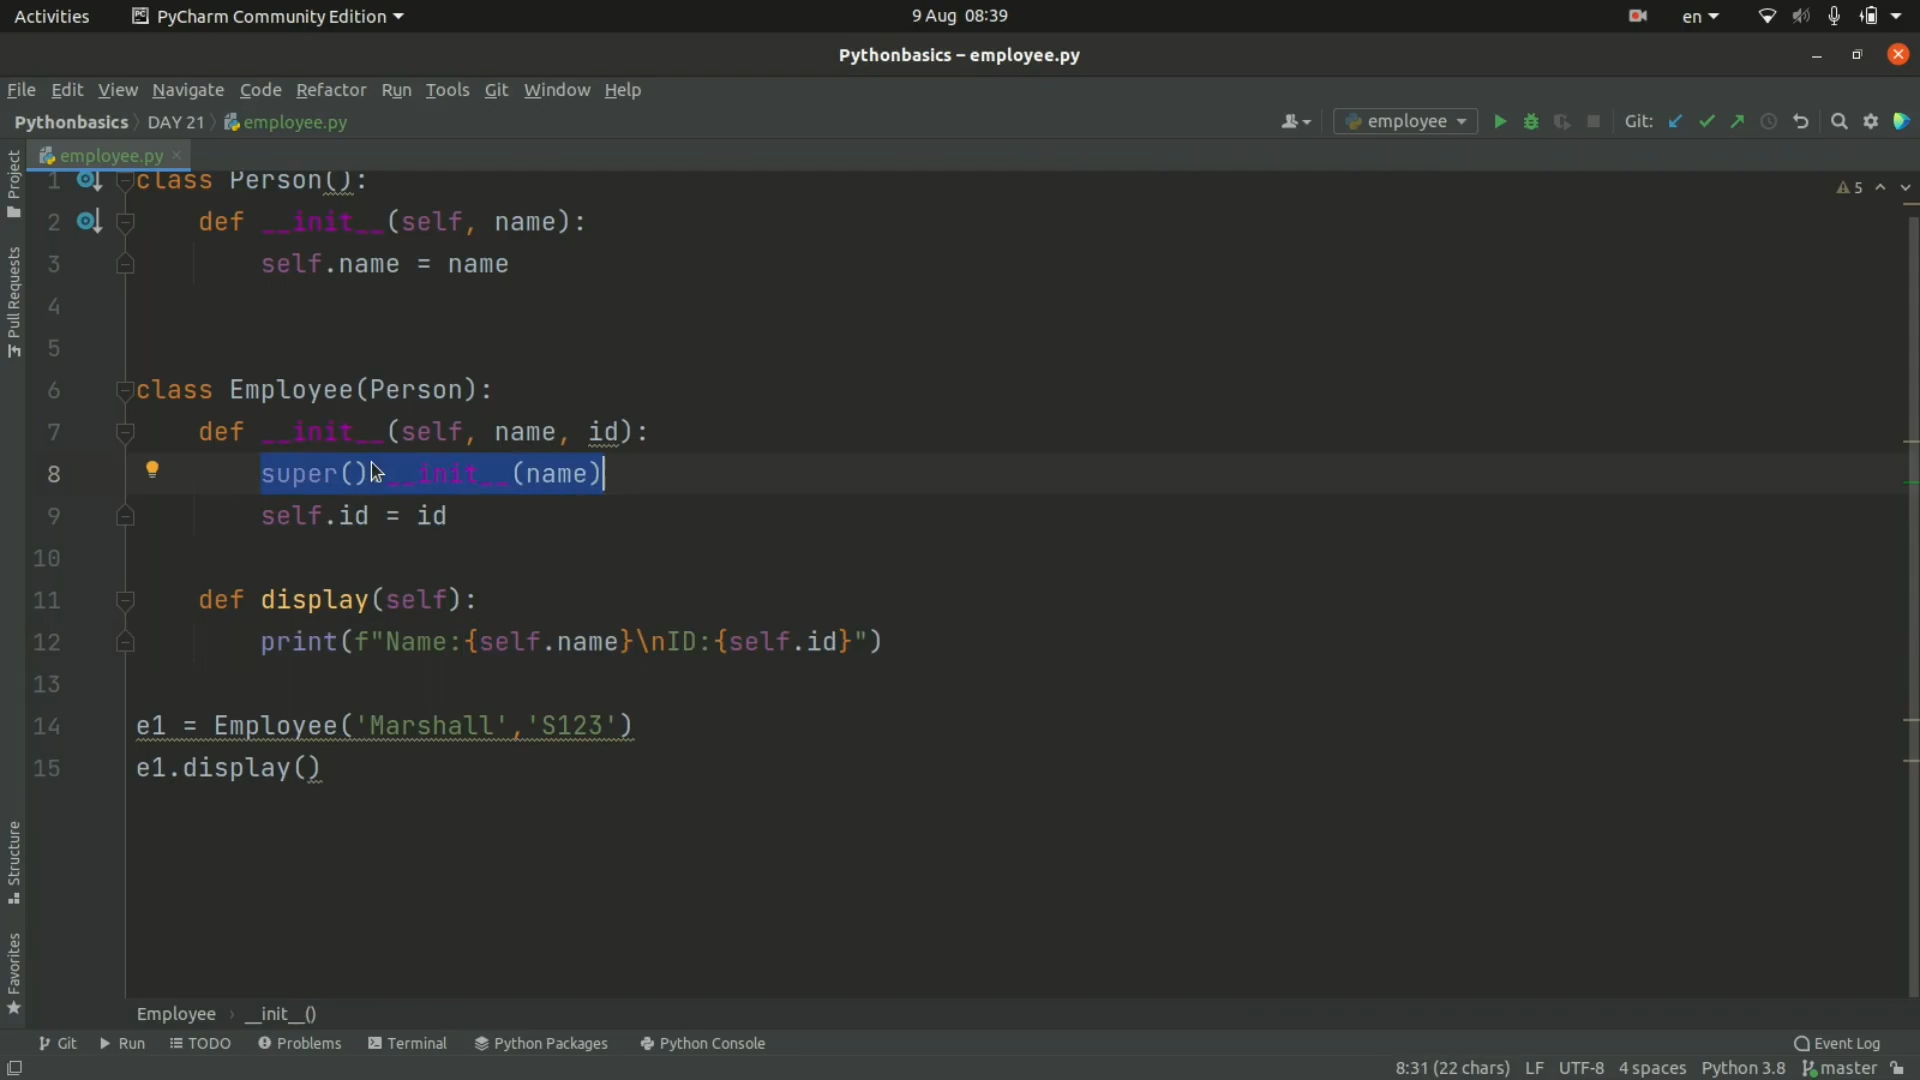 Activities PyCharm Community Edition 9 Aug 08:39 en
Pythonbasics – employee.py
File Edit View Navigate Code Refactor Run Tools Git Window Help
Pythonbasics DAY 21 employee.py employee Git:
employee.py
Project
Pull Requests
Structure
Favorites
5
1 class Person():
2 def __init__(self, name):
3 self.name = name
4
5
6 class Employee(Person):
7 def __init__(self, name, id):
8 super().__init__(name)
9 self.id = id
10
11 def display(self):
12 print(f"Name:{self.name}\nID:{self.id}")
13
14 e1 = Employee('Marshall','S123')
15 e1.display()
Employee › __init__()
Git Run TODO Problems Terminal Python Packages Python Console Event Log
8:31 (22 chars) LF UTF-8 4 spaces Python 3.8 master